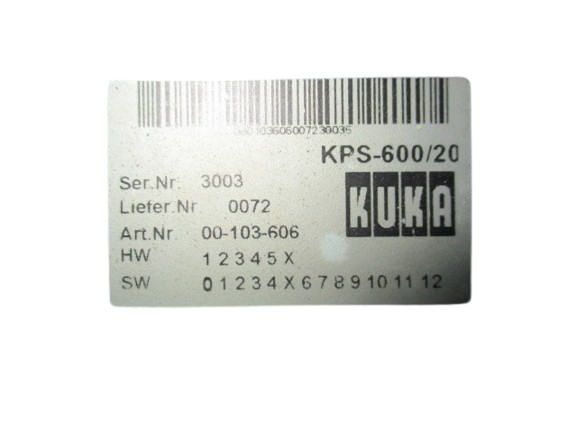 KPS-600/20
Ser.Nr. 3003
KUKA
Liefer.Nr 0072
Art.Nr. 00-103-606
HW 1 2 3 4 5 X
SW 0 1 2 3 4 X 6 7 8 9 10 11 12